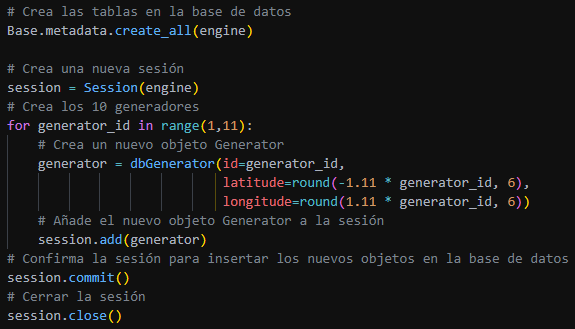 # Crea las tablas en la base de datos
Base.metadata.create_all(engine)
# Crea una nueva sesión
session = Session(engine)
# Crea los 10 generadores
for generator_id in range(1,11):
# Crea un nuevo objeto Generator
generator = dbGenerator(id=generator_id,
latitude=round(-1.11 * generator_id, 6),
longitude=round(1.11 * generator_id, 6))
# Añade el nuevo objeto Generator a la sesión
session.add(generator)
# Confirma la sesión para insertar los nuevos objetos en la base de datos
session.commit()
# Cerrar la sesión
session.close()